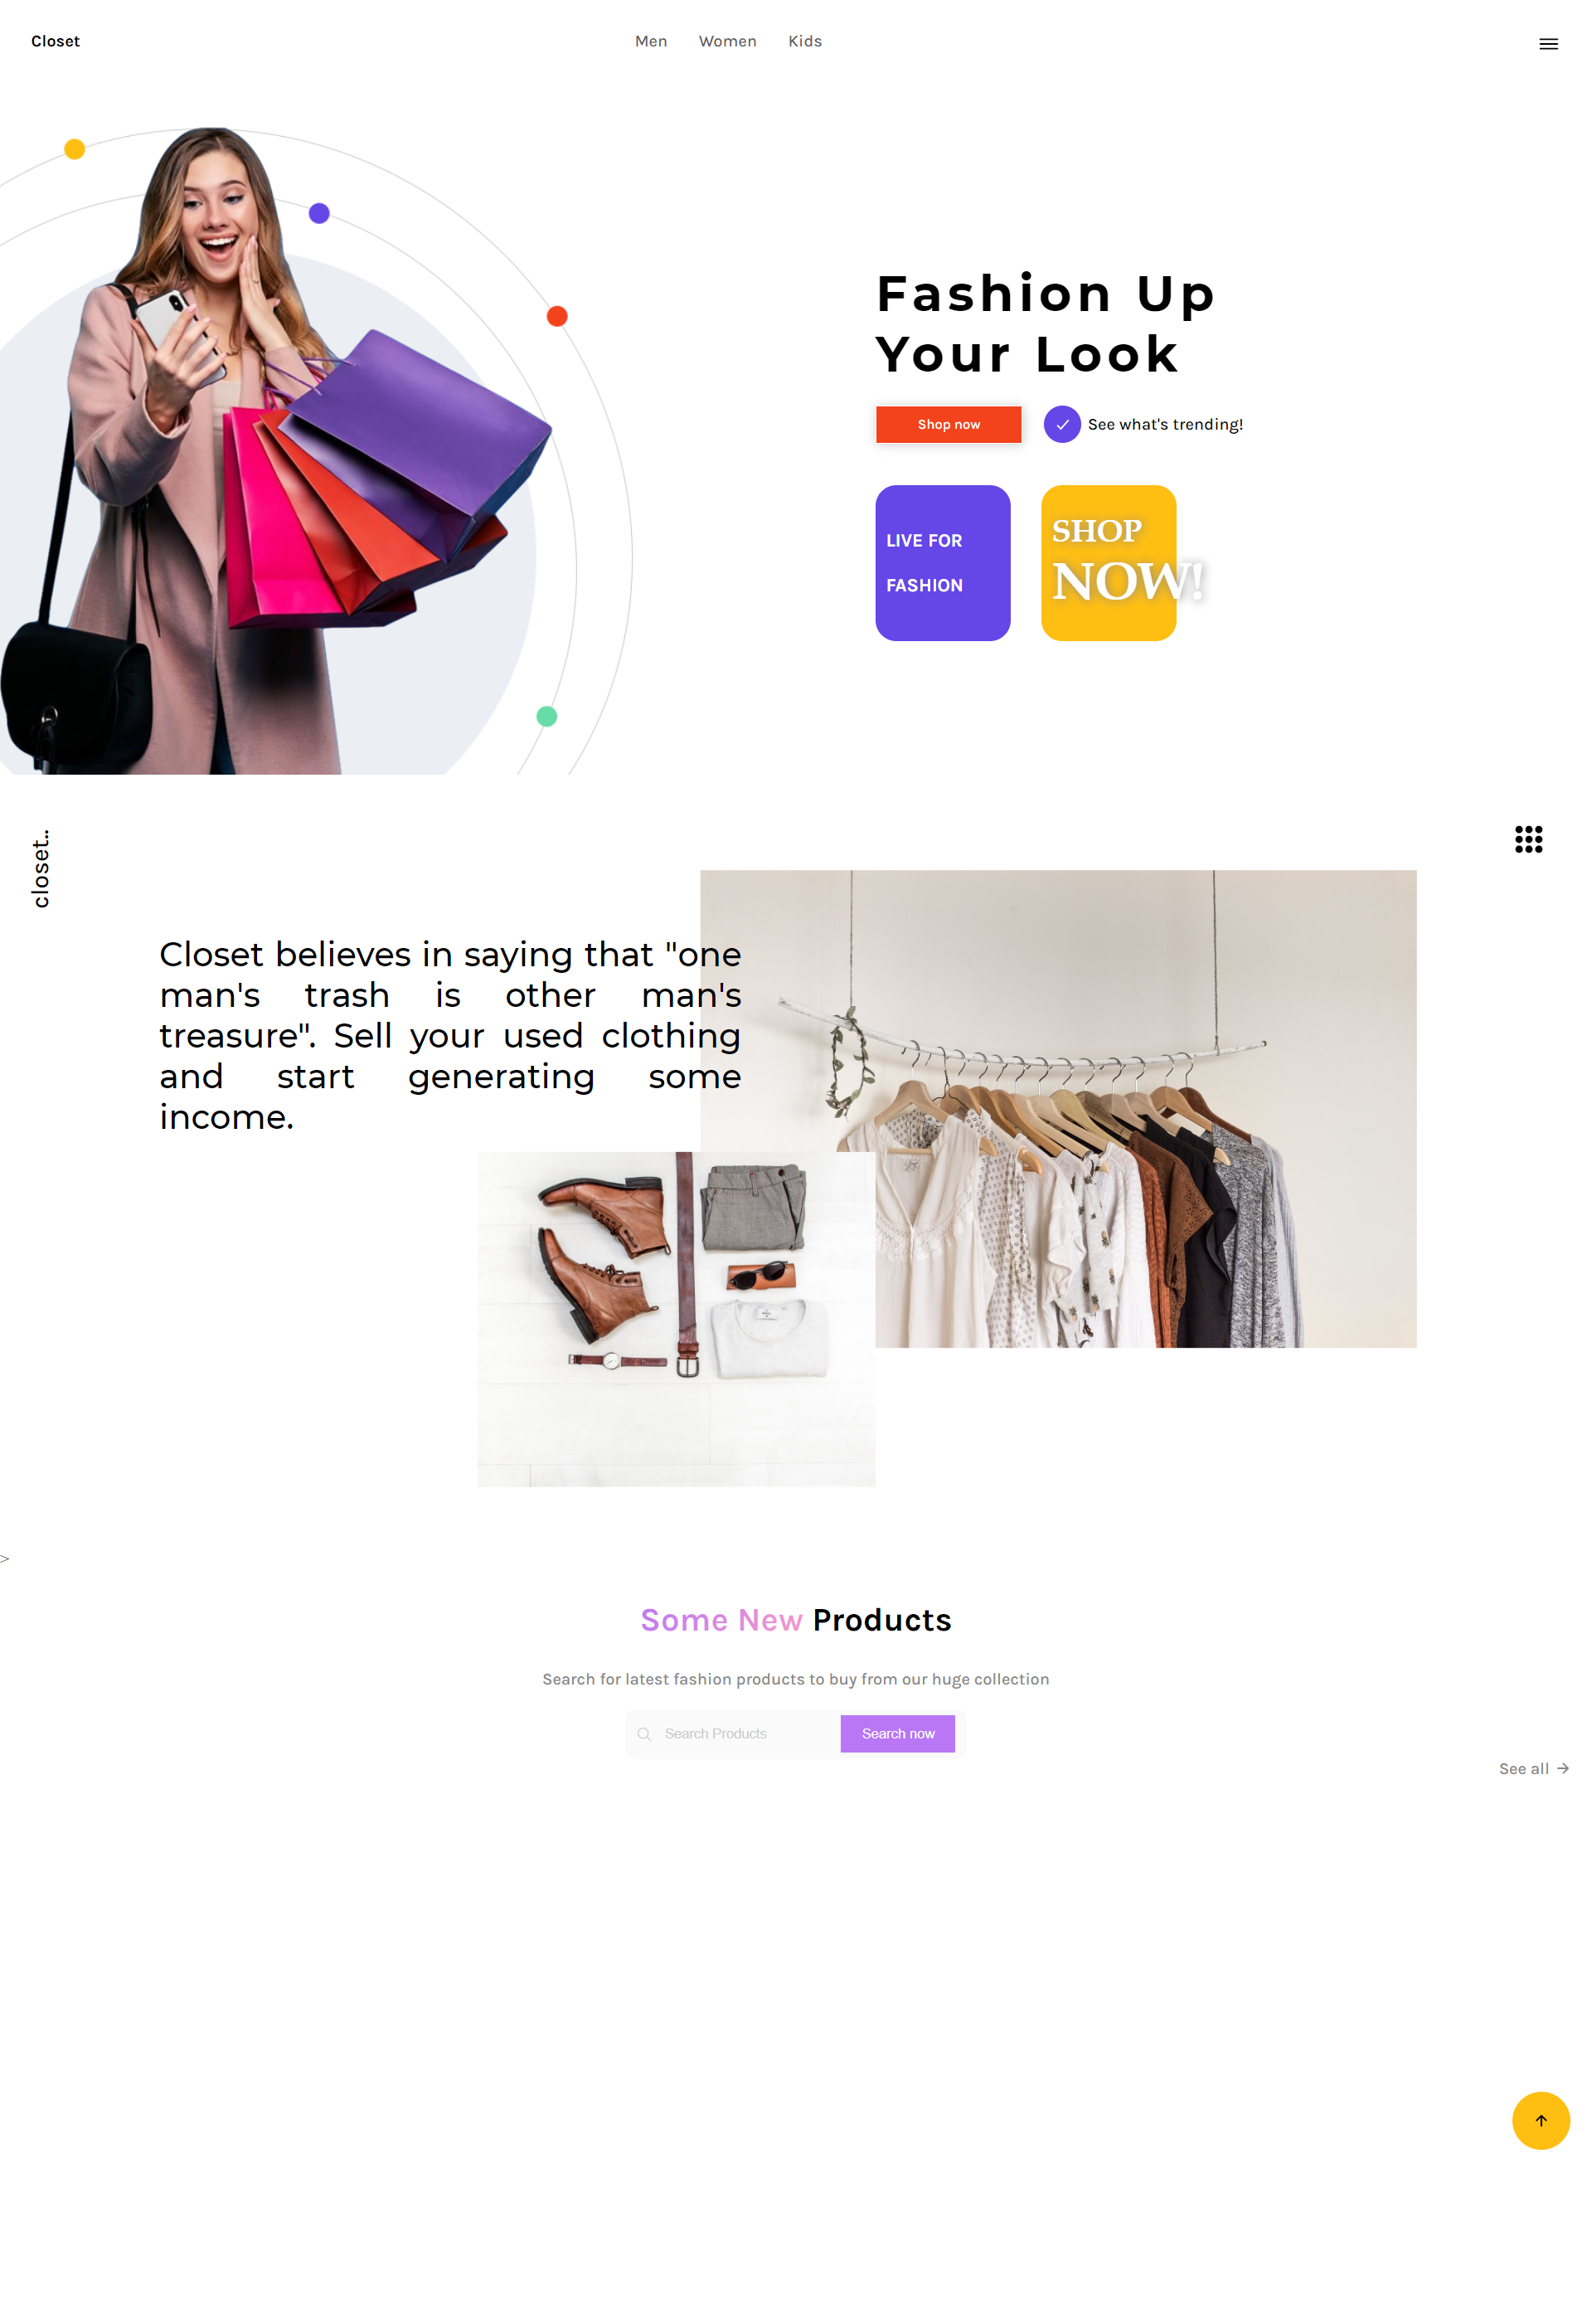 Closet
Men
Women
Kids
Fashion Up
Your Look
Shop now
See what's trending!
LIVE FOR
FASHION
SHOP
NOW!
closet..
Closet believes in saying that "one
man's trash is other man's
treasure". Sell your used clothing
and start generating some
income.
>
Some New Products
Search for latest fashion products to buy from our huge collection
Search Products
Search now
See all →